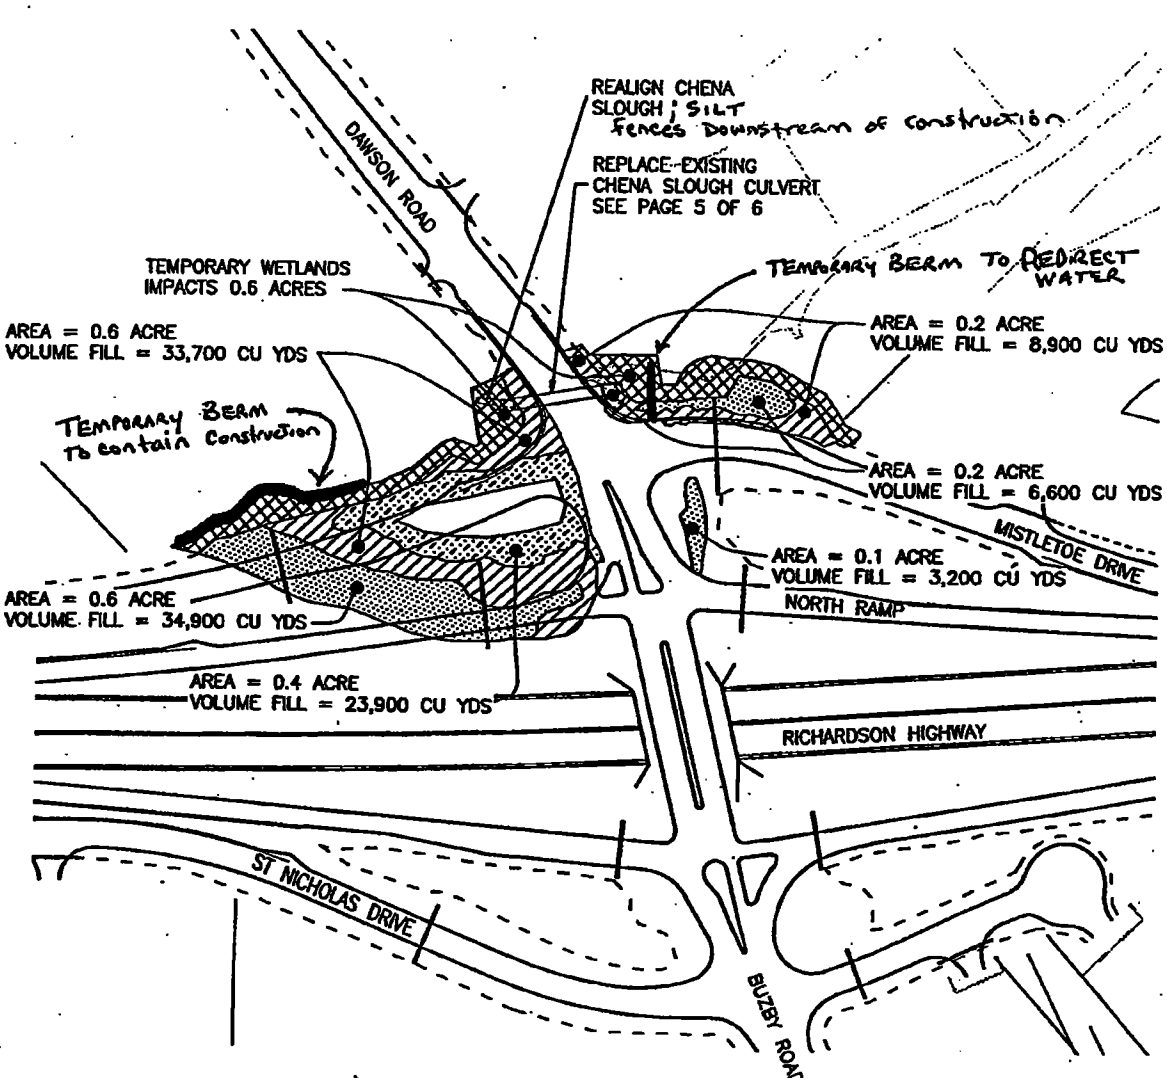 REALIGN CHENA
SLOUGH; SILT
Fences Downstream of construction
REPLACE EXISTING
CHENA SLOUGH CULVERT
SEE PAGE 5 OF 6
DAWSON ROAD
TEMPORARY WETLANDS
IMPACTS 0.6 ACRES
TEMPORARY BERM TO REDIRECT
WATER
AREA = 0.6 ACRE
VOLUME FILL = 33,700 CU YDS
AREA = 0.2 ACRE
VOLUME FILL = 8,900 CU YDS
TEMPORARY BERM
To contain Construction
AREA = 0.2 ACRE
VOLUME FILL = 6,600 CU YDS
MISTLETOE DRIVE
AREA = 0.1 ACRE
VOLUME FILL = 3,200 CU YDS
NORTH RAMP
AREA = 0.6 ACRE
VOLUME FILL = 34,900 CU YDS
AREA = 0.4 ACRE
VOLUME FILL = 23,900 CU YDS
RICHARDSON HIGHWAY
ST NICHOLAS DRIVE
BUZBY ROAD